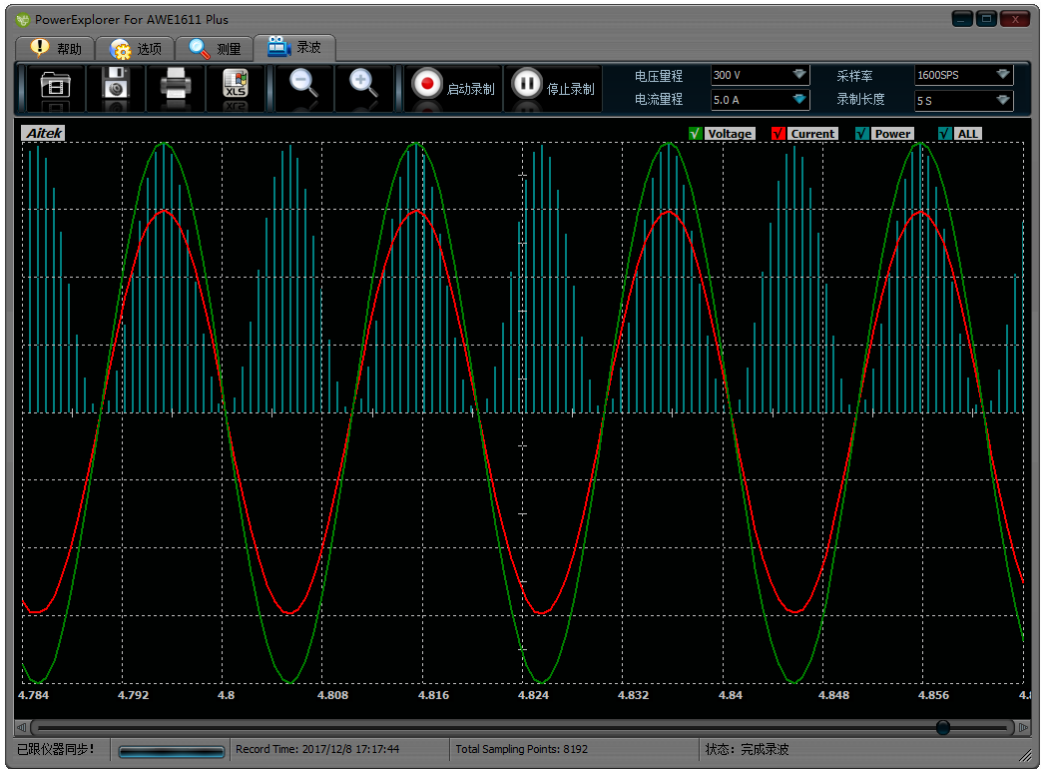 PowerExplorer For AWE1611 Plus
帮助 选项 测量 录波
XLS 启动录制 停止录制 电压量程 300 V 采样率 1600SPS
电流量程 5.0 A 录制长度 5 S
Aitek √ Voltage √ Current √ Power √ ALL
4.784 4.792 4.8 4.808 4.816 4.824 4.832 4.84 4.848 4.856
已跟仪器同步! Record Time: 2017/12/8 17:17:44 Total Sampling Points: 8192 状态: 完成录波